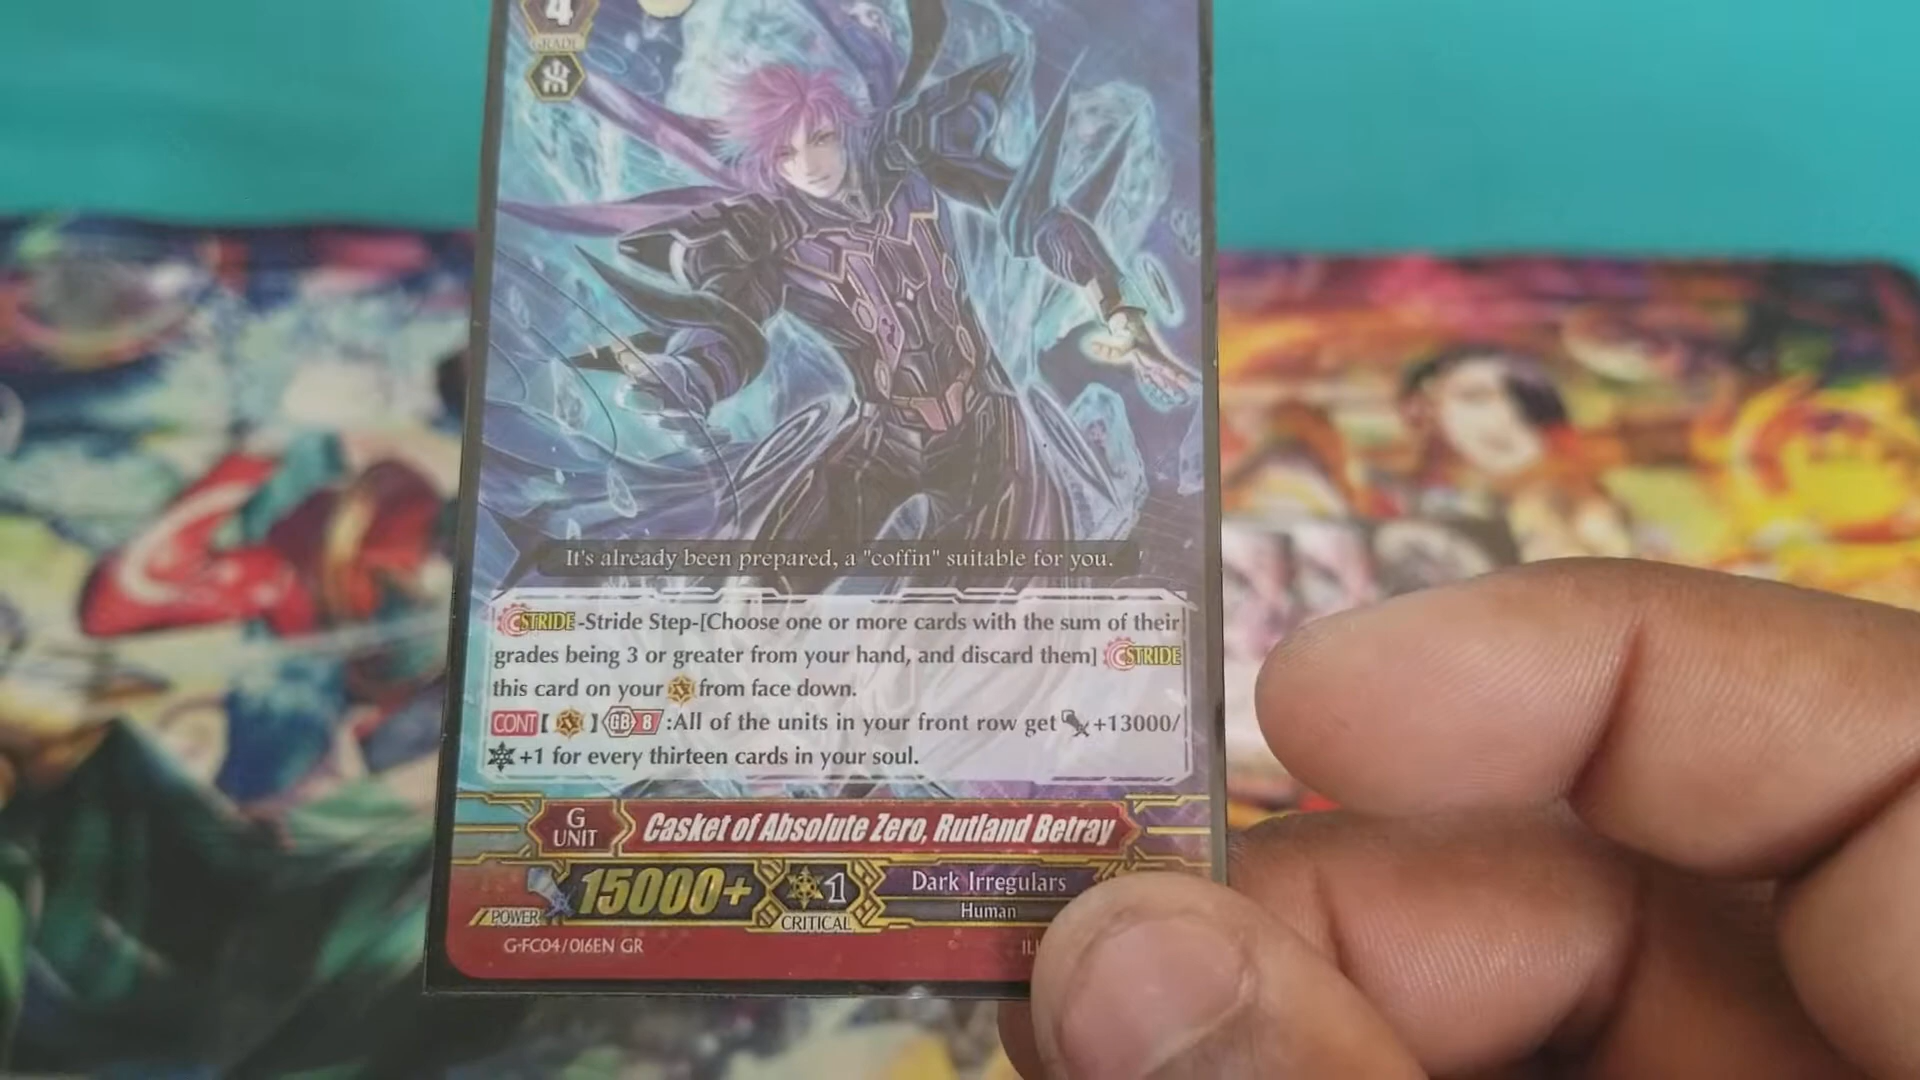 4
GRADE
It's already been prepared, a "coffin" suitable for you.
STRIDE-Stride Step-[Choose one or more cards with the sum of their
grades being 3 or greater from your hand, and discard them] STRIDE
this card on your from face down.
CONT【 】GB 8 :All of the units in your front row get +13000/
+1 for every thirteen cards in your soul.
G UNIT
Casket of Absolute Zero, Rutland Betray
15000+
1
Dark Irregulars
POWER
CRITICAL
Human
G-FC04/016EN GR